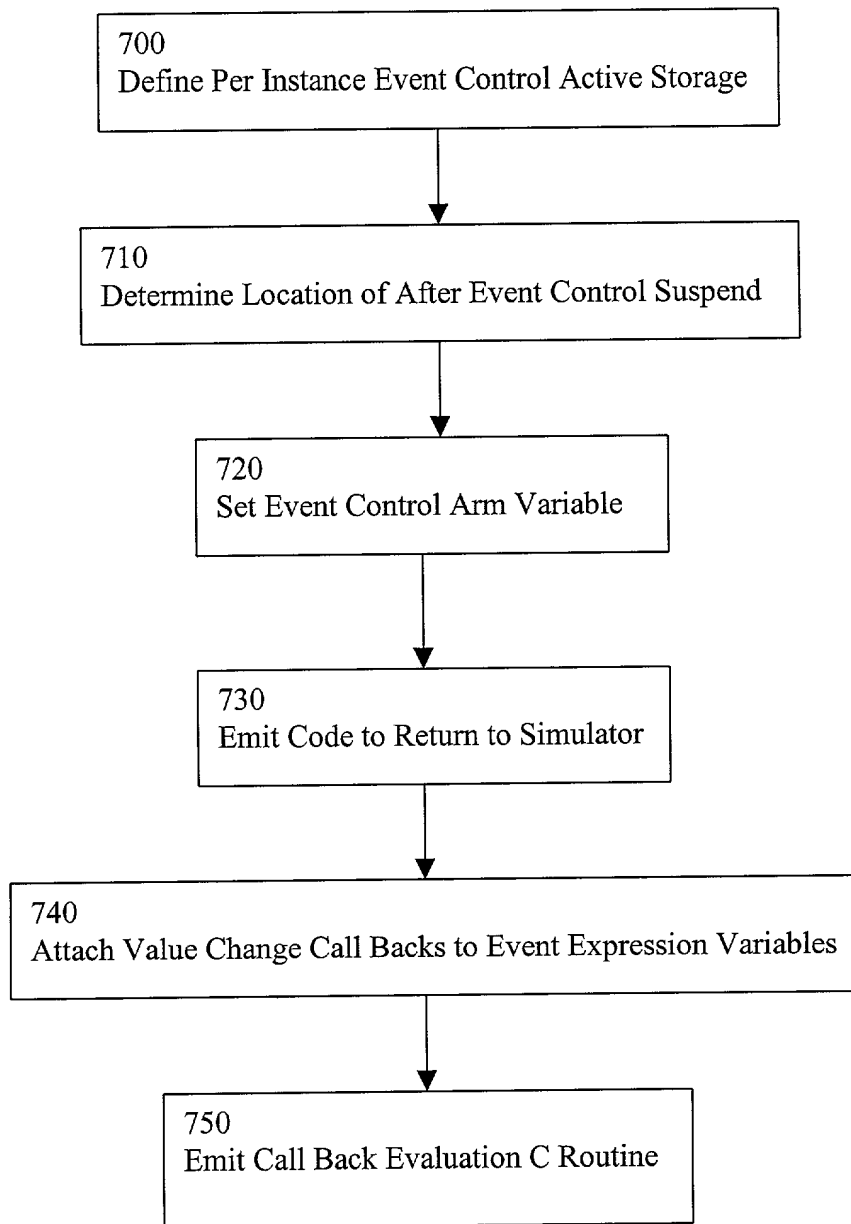 700
Define Per Instance Event Control Active Storage
710
Determine Location of After Event Control Suspend
720
Set Event Control Arm Variable
730
Emit Code to Return to Simulator
740
Attach Value Change Call Backs to Event Expression Variables
750
Emit Call Back Evaluation C Routine